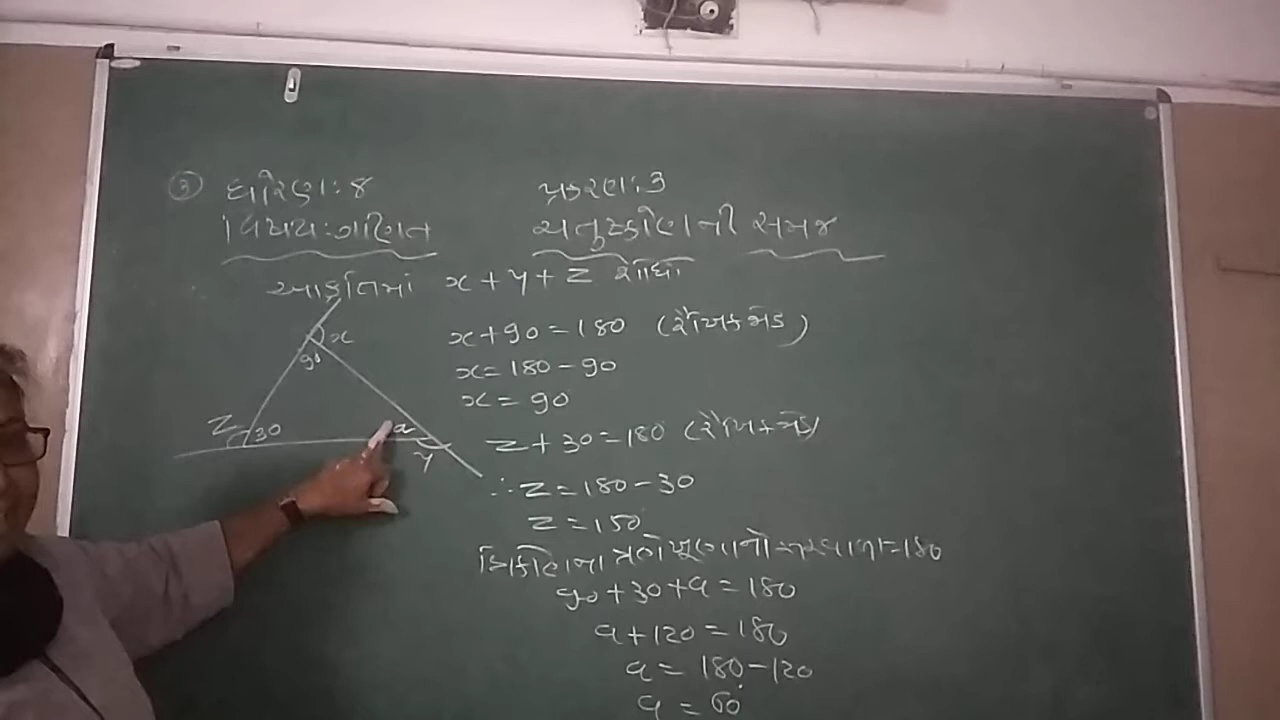 ③ ધોરણ: ૪ પ્રકરણ: 3
વિષય: ગણિત ચતુષ્કોણની સમજ
આકૃતિમાં x + y + z શોધો
x
90
z 30
a
y
x + 90 = 180 (રૈખિક જોડ)
x = 180 - 90
x = 90
z + 30 = 180 (રૈખિક જોડ)
∴ z = 180 - 30
z = 150
ત્રિકોણના ત્રણે ખૂણાનો સરવાળા = 180
90 + 30 + a = 180
a + 120 = 180
a = 180 - 120
a = 60